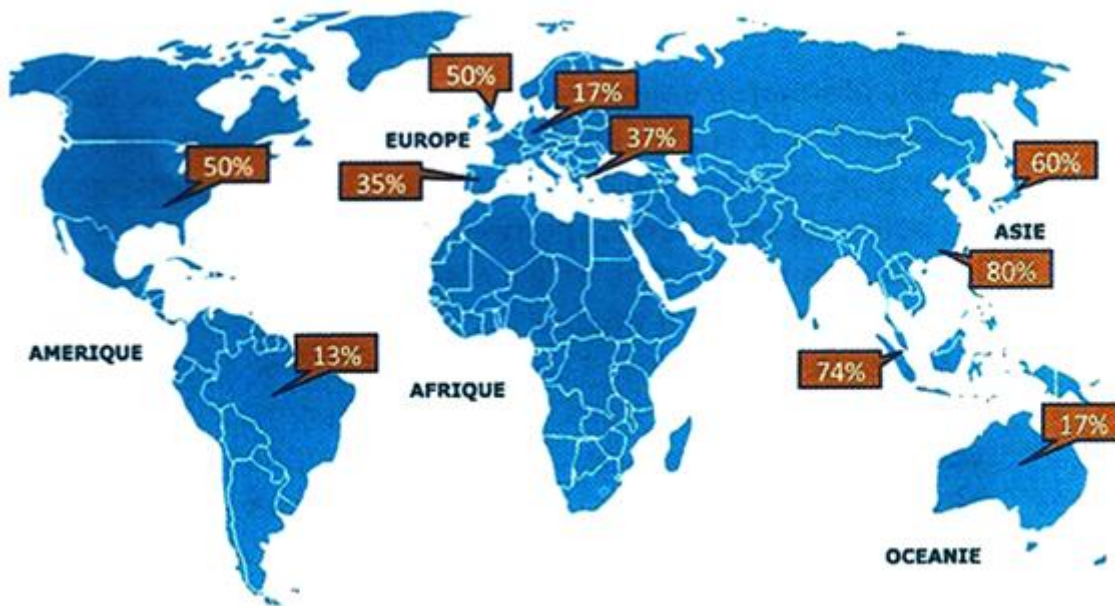 50%
17%
EUROPE
37%
50%
35%
60%
ASIE
80%
AMERIQUE
13%
AFRIQUE
74%
17%
OCEANIE